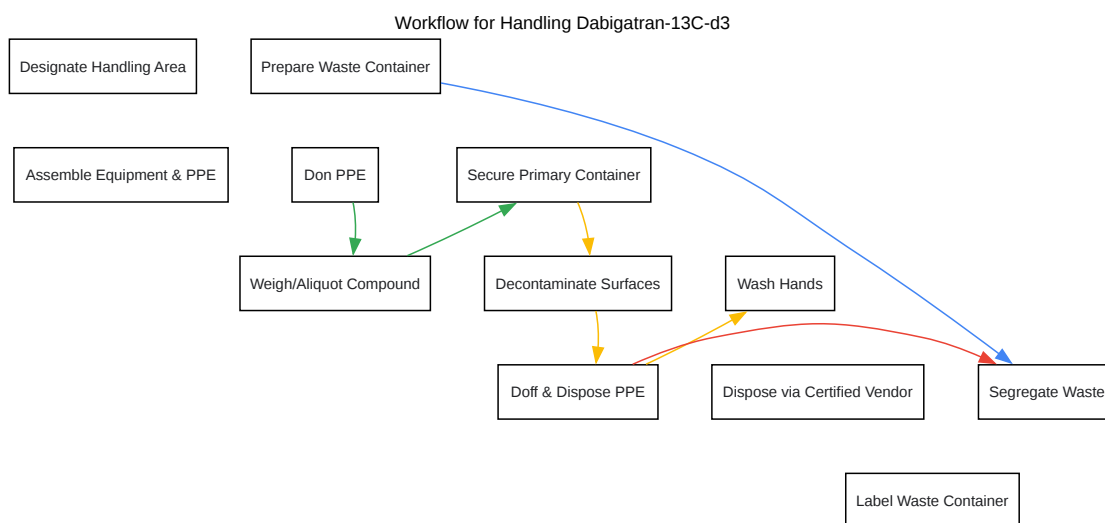 Workflow for Handling Dabigatran-13C-d3
Designate Handling Area
Prepare Waste Container
Assemble Equipment & PPE
Don PPE
Secure Primary Container
Weigh/Aliquot Compound
Decontaminate Surfaces
Wash Hands
Doff & Dispose PPE
Dispose via Certified Vendor
Segregate Waste
Label Waste Container